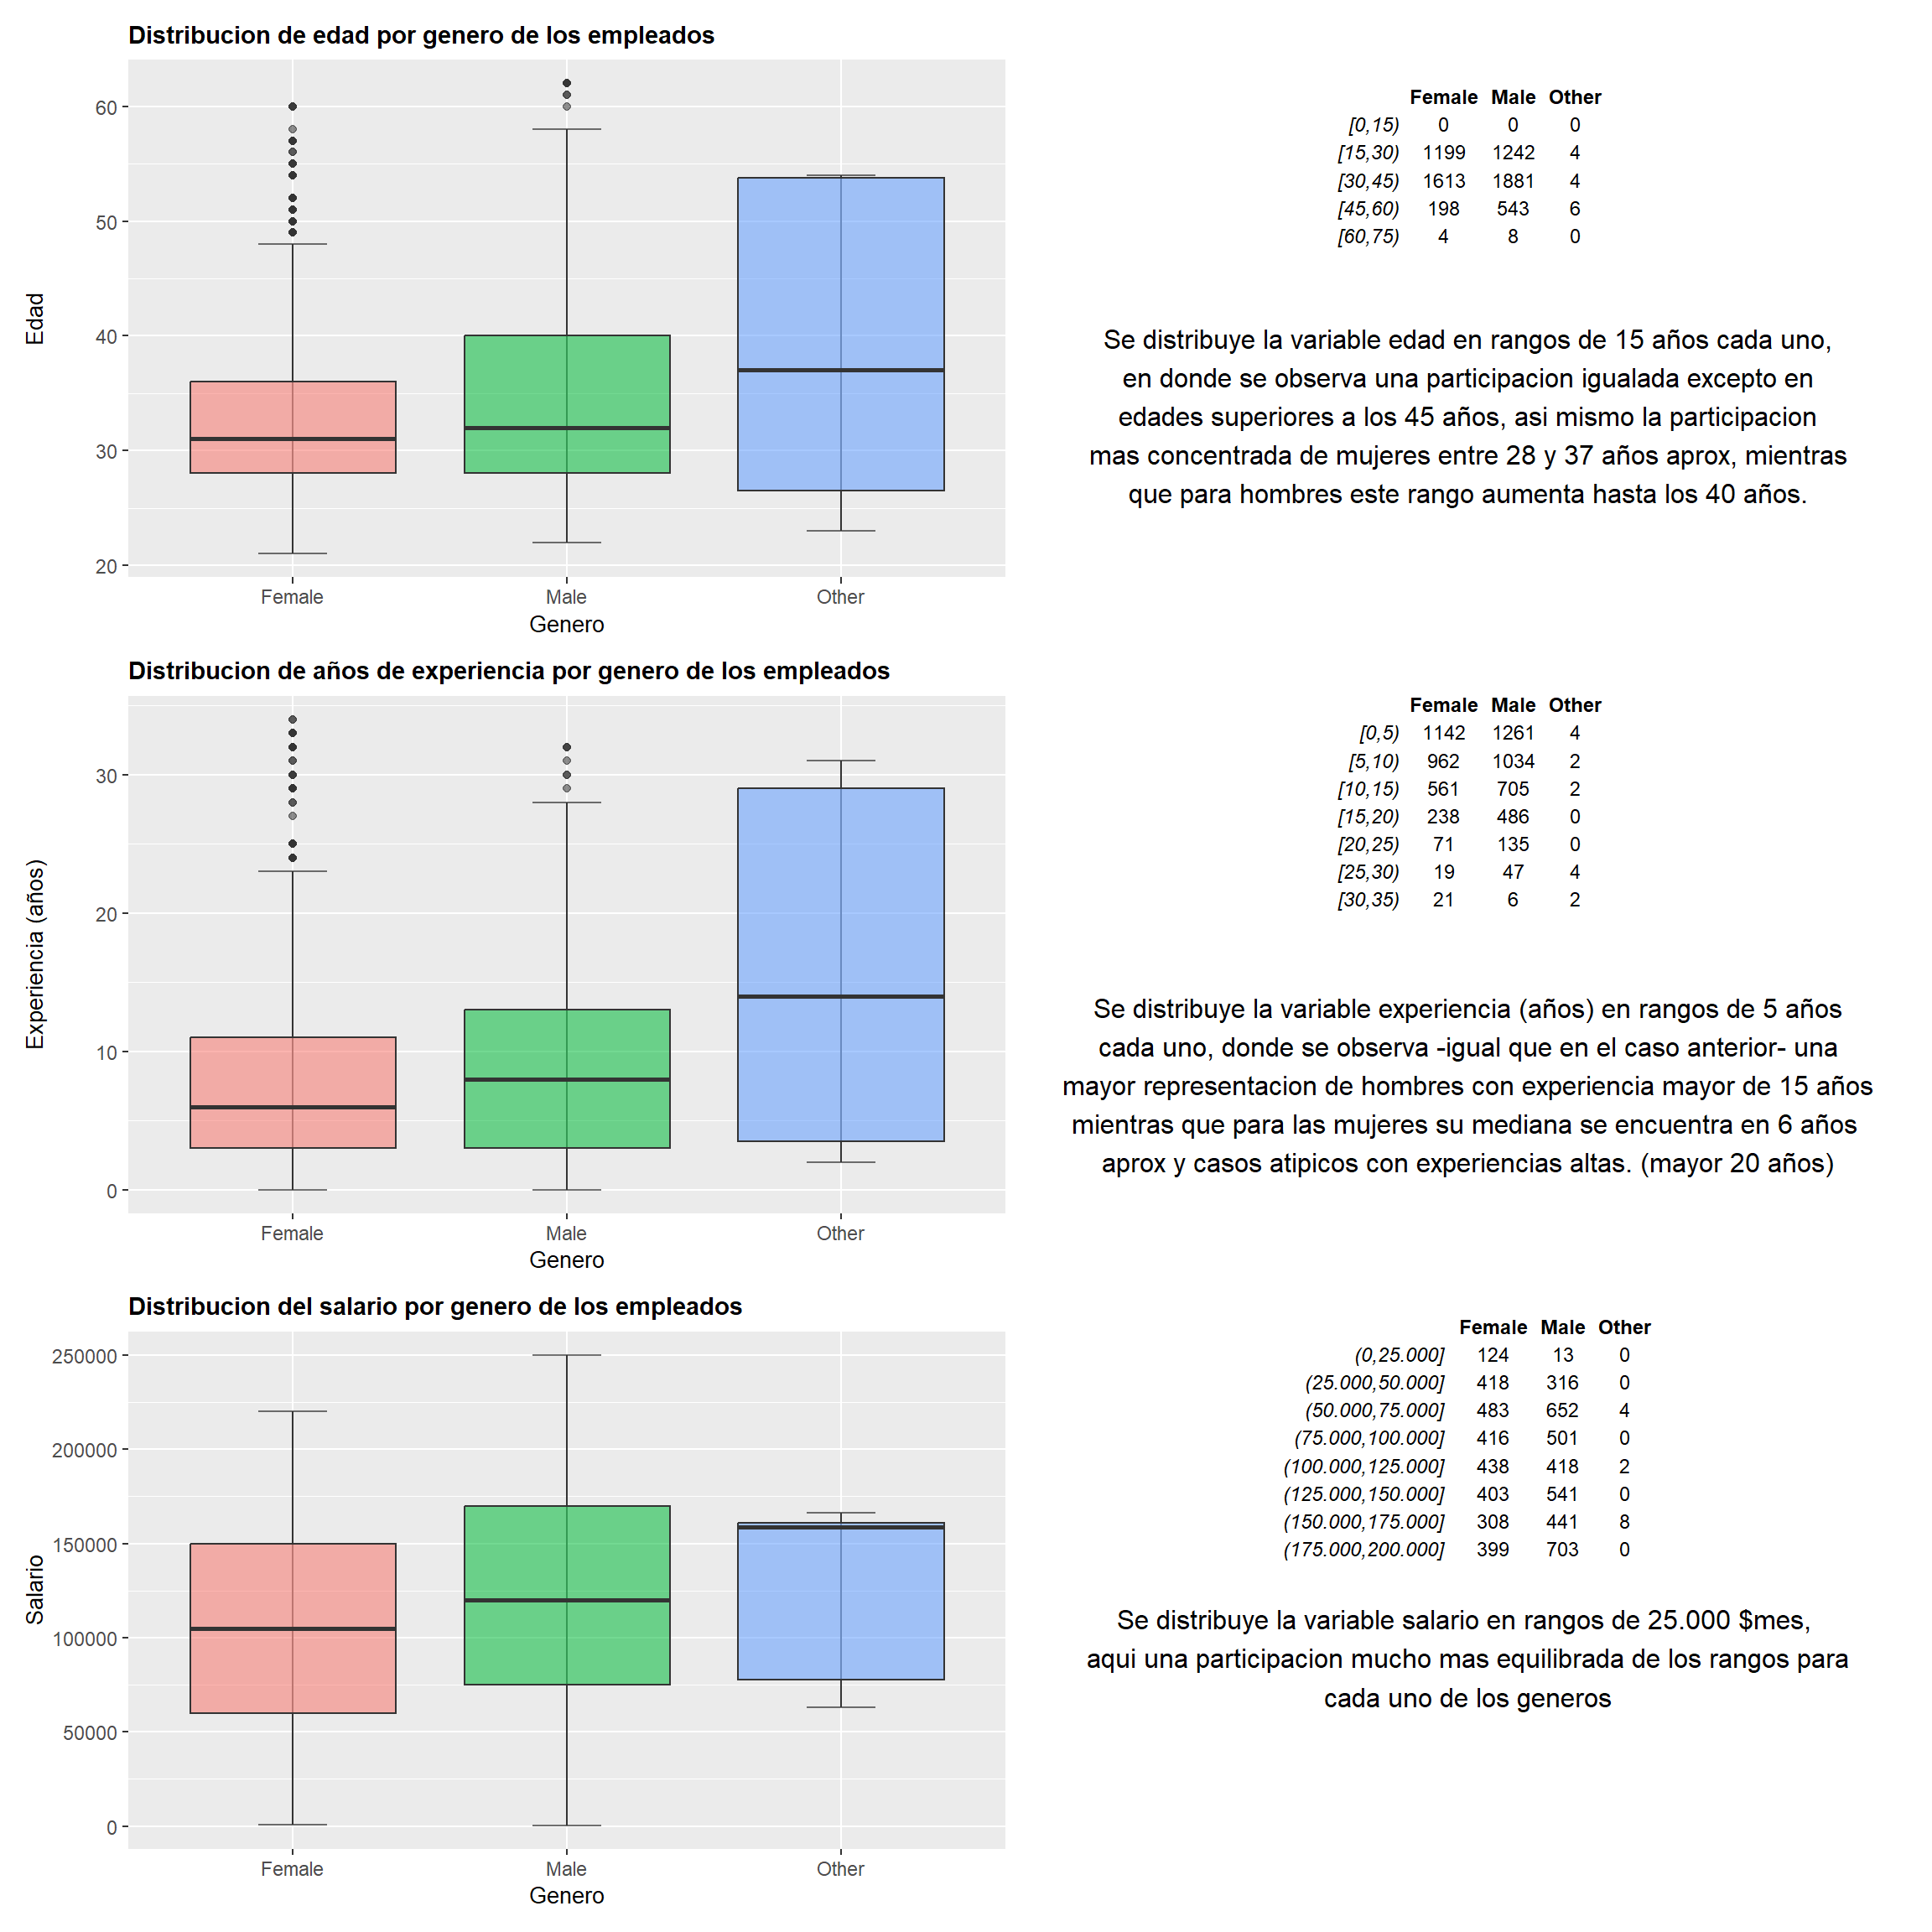 Distribucion de edad por genero de los empleados
60
50
40
30
20
Edad
Female Male Other
Genero
Female Male Other
[0,15) 0 0 0
[15,30) 1199 1242 4
[30,45) 1613 1881 4
[45,60) 198 543 6
[60,75) 4 8 0
Se distribuye la variable edad en rangos de 15 años cada uno,
en donde se observa una participacion igualada excepto en
edades superiores a los 45 años, asi mismo la participacion
mas concentrada de mujeres entre 28 y 37 años aprox, mientras
que para hombres este rango aumenta hasta los 40 años.
Distribucion de años de experiencia por genero de los empleados
30
20
10
0
Experiencia (años)
Female Male Other
Genero
Female Male Other
[0,5) 1142 1261 4
[5,10) 962 1034 2
[10,15) 561 705 2
[15,20) 238 486 0
[20,25) 71 135 0
[25,30) 19 47 4
[30,35) 21 6 2
Se distribuye la variable experiencia (años) en rangos de 5 años
cada uno, donde se observa -igual que en el caso anterior- una
mayor representacion de hombres con experiencia mayor de 15 años
mientras que para las mujeres su mediana se encuentra en 6 años
aprox y casos atipicos con experiencias altas. (mayor 20 años)
Distribucion del salario por genero de los empleados
250000
200000
150000
100000
50000
0
Salario
Female Male Other
Genero
Female Male Other
(0,25.000] 124 13 0
(25.000,50.000] 418 316 0
(50.000,75.000] 483 652 4
(75.000,100.000] 416 501 0
(100.000,125.000] 438 418 2
(125.000,150.000] 403 541 0
(150.000,175.000] 308 441 8
(175.000,200.000] 399 703 0
Se distribuye la variable salario en rangos de 25.000 $mes,
aqui una participacion mucho mas equilibrada de los rangos para
cada uno de los generos